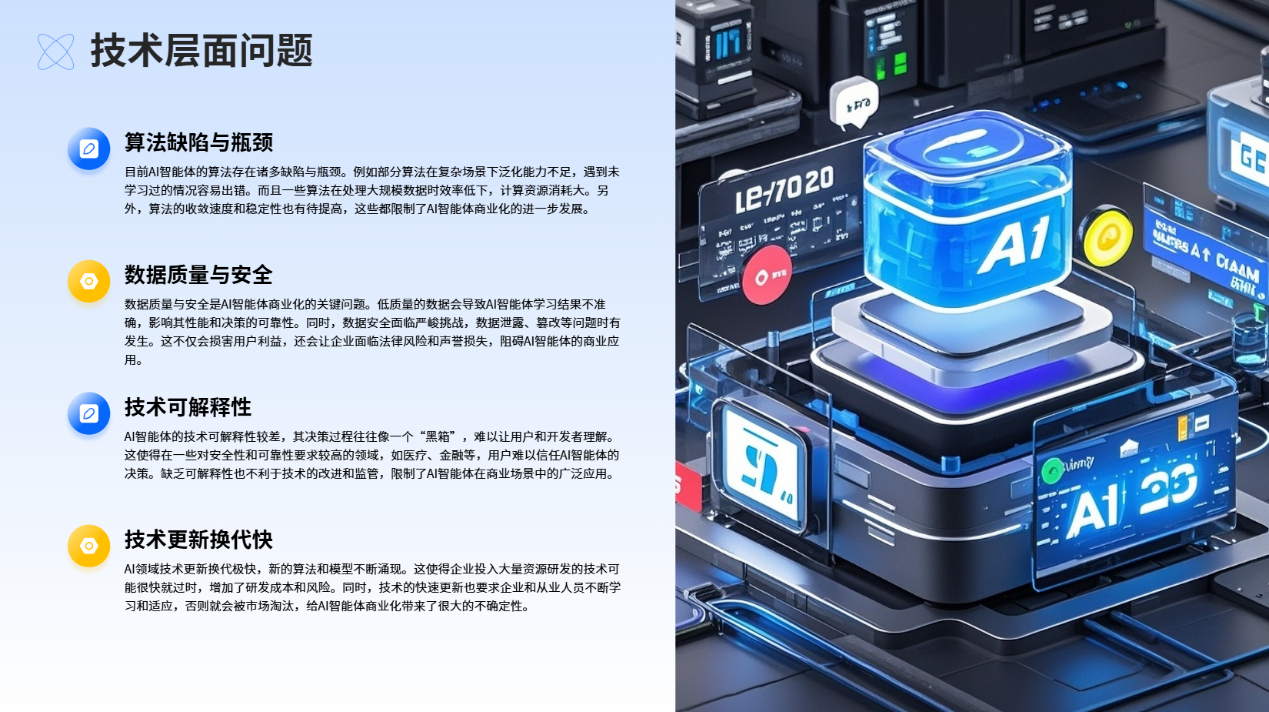 技术层面问题
算法缺陷与瓶颈
目前AI智能体的算法存在诸多缺陷与瓶颈。例如部分算法在复杂场景下泛化能力不足，遇到未
学习过的情况容易出错。而且一些算法在处理大规模数据时效率低下，计算资源消耗大。另
外，算法的收敛速度和稳定性也有待提高，这些都限制了AI智能体商业化的进一步发展。
数据质量与安全
数据质量与安全是AI智能体商业化的关键问题。低质量的数据会导致AI智能体学习结果不准
确，影响其性能和决策的可靠性。同时，数据安全面临严峻挑战，数据泄露、篡改等问题时有
发生。这不仅会损害用户利益，还会让企业面临法律风险和声誉损失，阻碍AI智能体的商业应
用。
技术可解释性
AI智能体的技术可解释性较差，其决策过程往往像一个“黑箱”，难以让用户和开发者理解。
这使得在一些对安全性和可靠性要求较高的领域，如医疗、金融等，用户难以信任AI智能体的
决策。缺乏可解释性也不利于技术的改进和监管，限制了AI智能体在商业场景中的广泛应用。
技术更新换代快
AI领域技术更新换代极快，新的算法和模型不断涌现。这使得企业投入大量资源研发的技术可
能很快就过时，增加了研发成本和风险。同时，技术的快速更新也要求企业和从业人员不断学
习和适应，否则就会被市场淘汰，给AI智能体商业化带来了很大的不确定性。
A1
A1 23